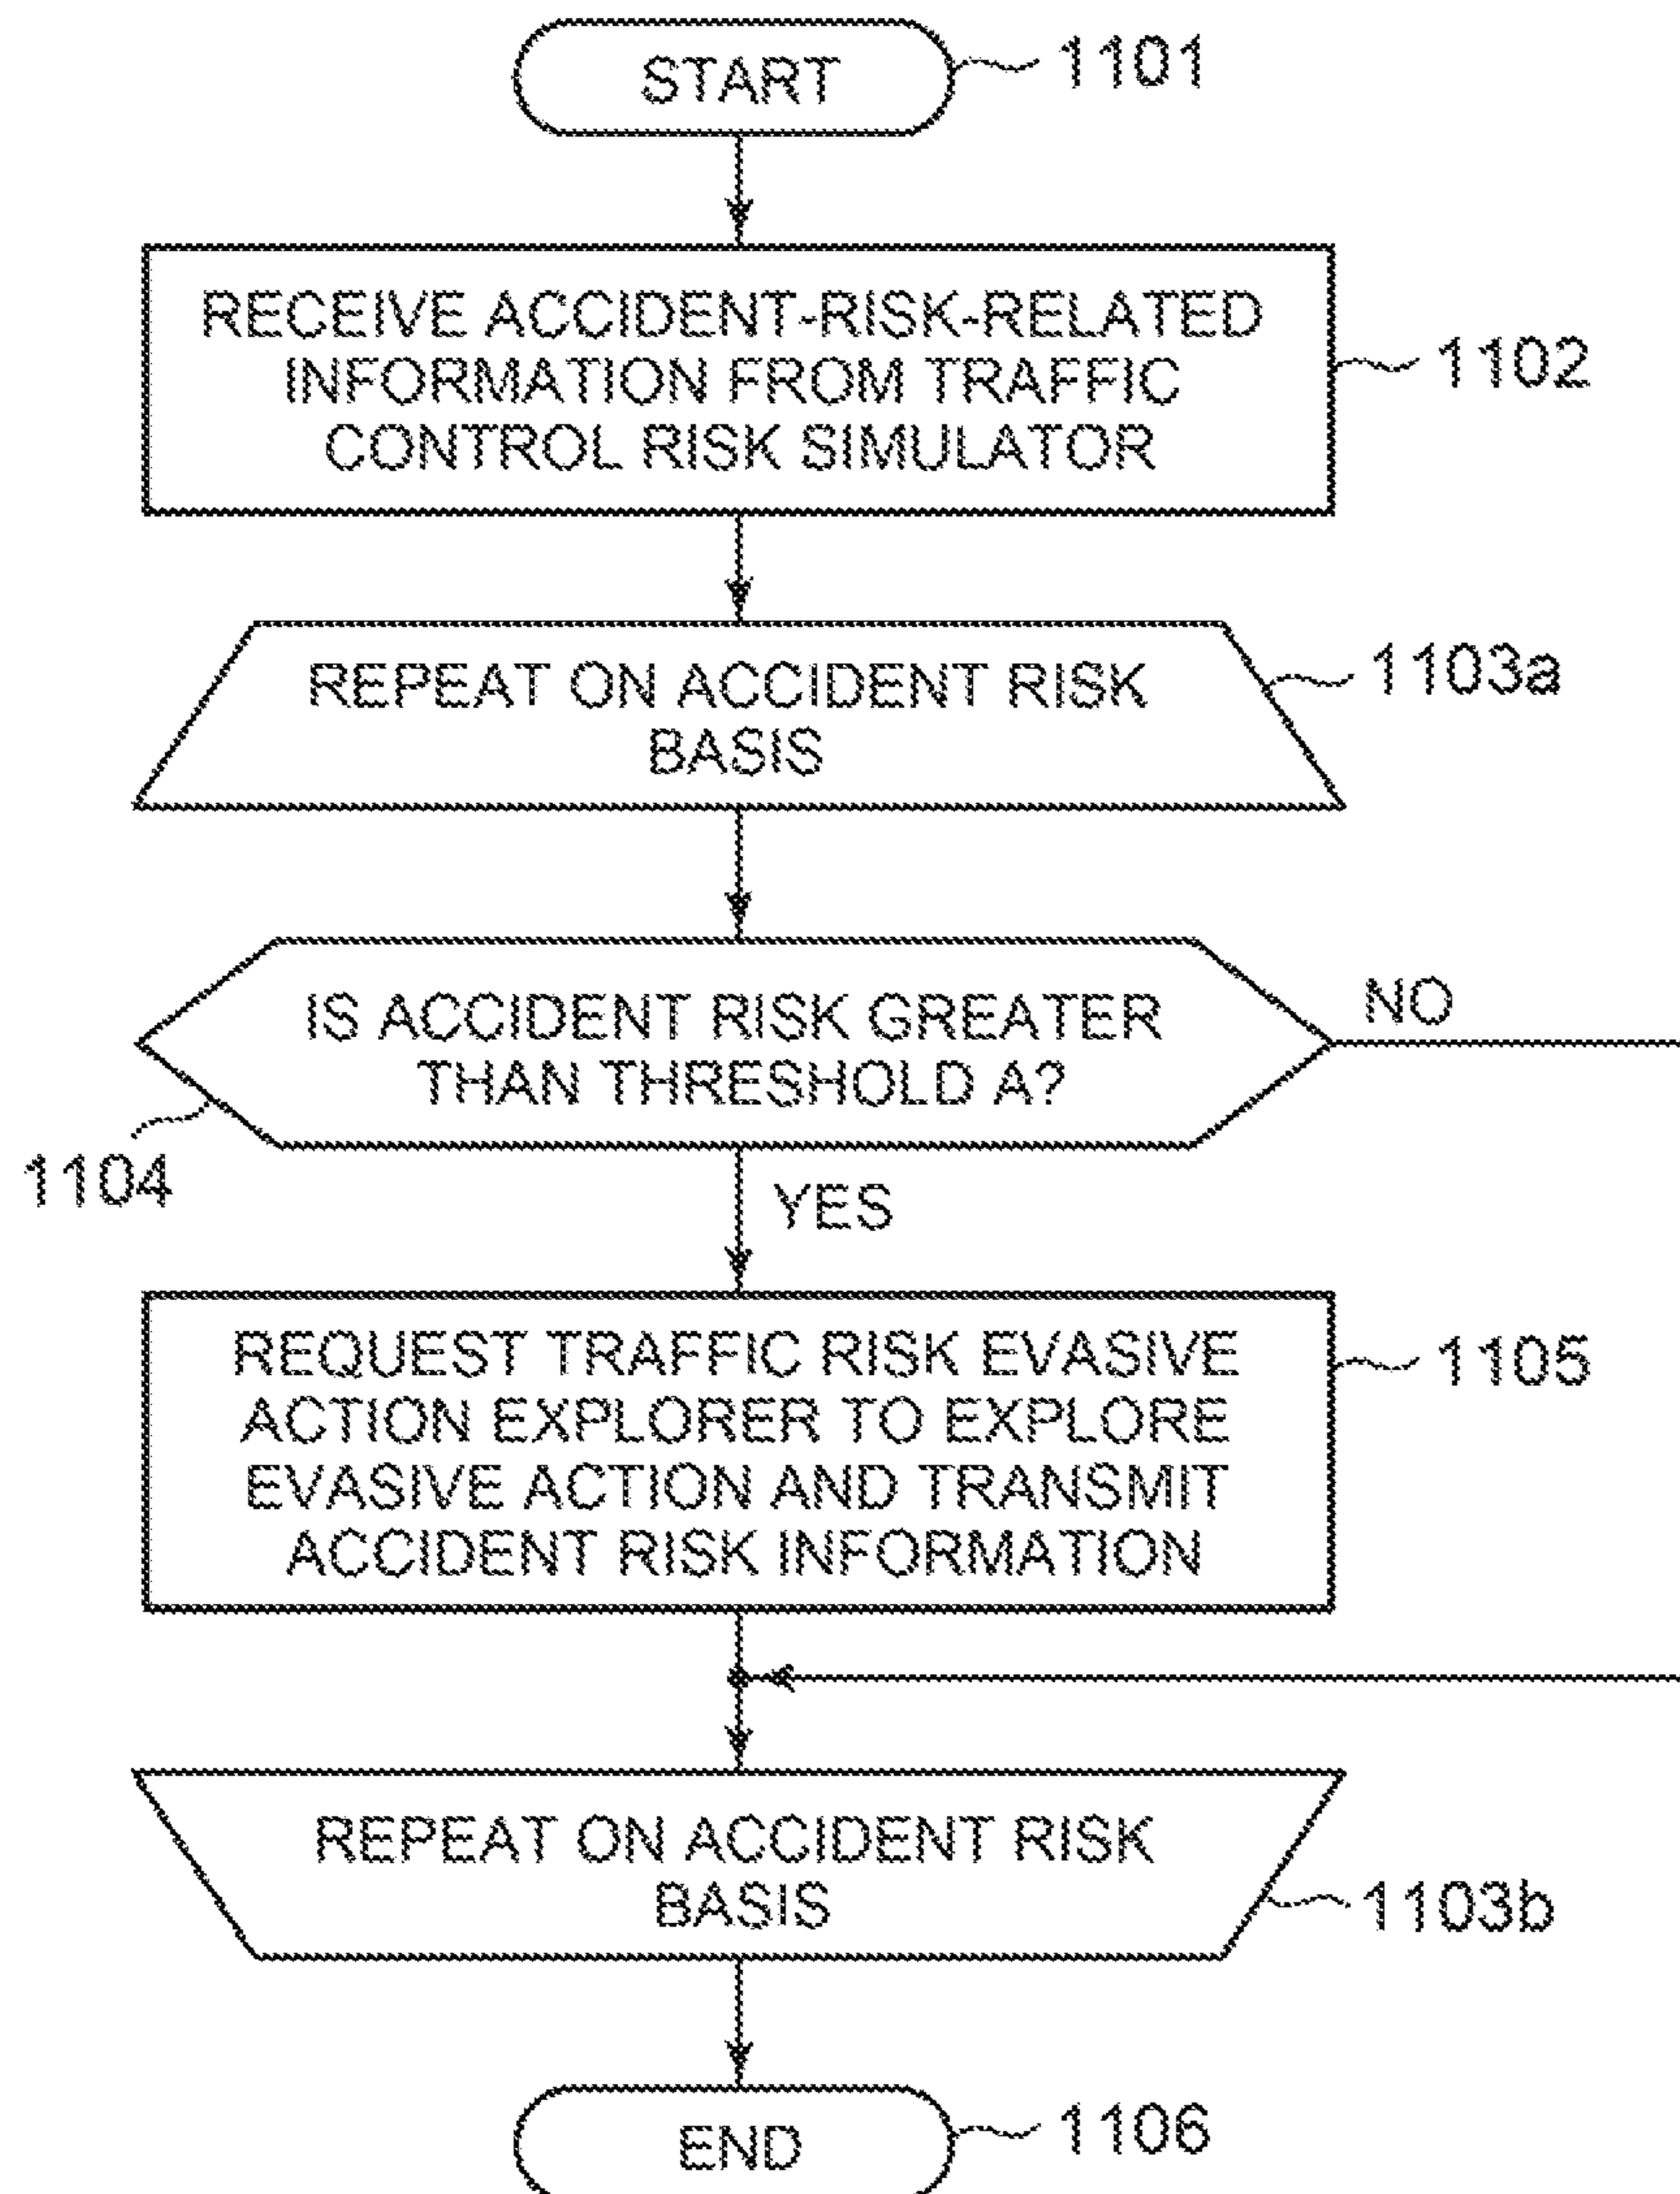 START
1101
RECEIVE ACCIDENT-RISK-RELATED
INFORMATION FROM TRAFFIC
CONTROL RISK SIMULATOR
1102
REPEAT ON ACCIDENT RISK
BASIS
1103a
IS ACCIDENT RISK GREATER
THAN THRESHOLD A?
NO
1104
YES
REQUEST TRAFFIC RISK EVASIVE
ACTION EXPLORER TO EXPLORE
EVASIVE ACTION AND TRANSMIT
ACCIDENT RISK INFORMATION
1105
REPEAT ON ACCIDENT RISK
BASIS
1103b
END
1106